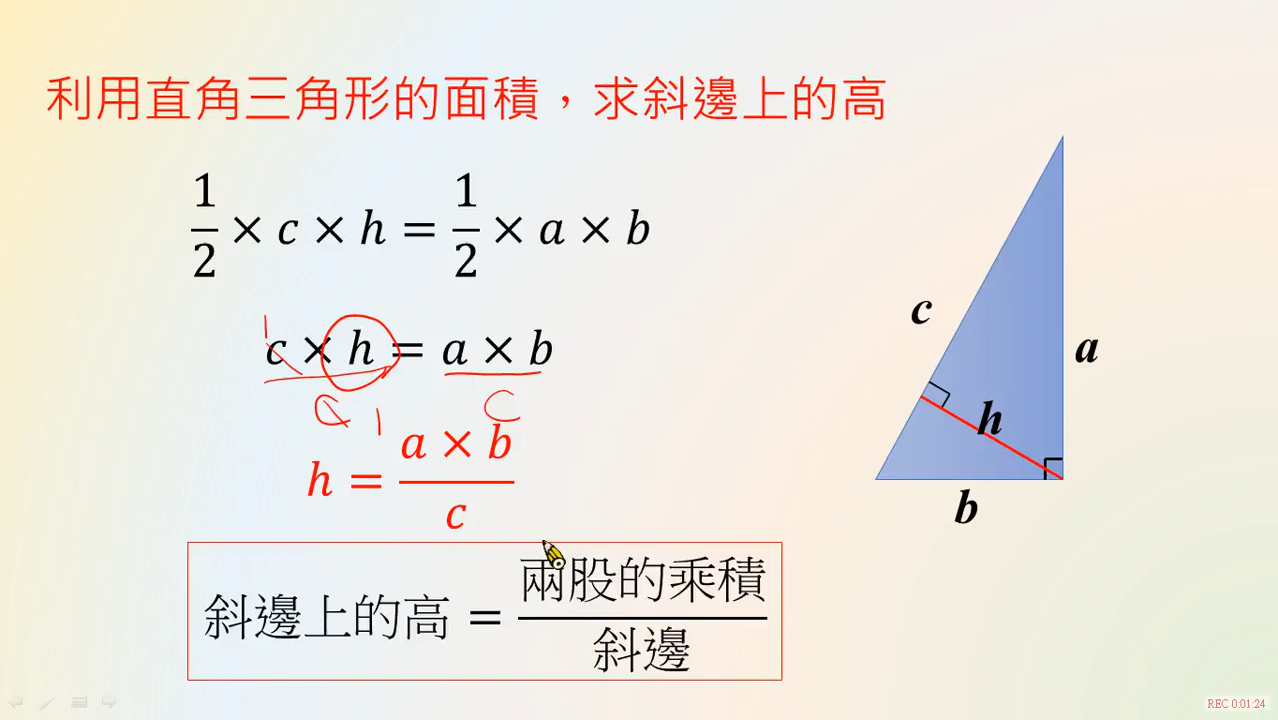 利用直角三角形的面積，求斜邊上的高
1/2 × c × h = 1/2 × a × b
c × h = a × b
h = (a × b)/c
斜邊上的高 = 兩股的乘積/斜邊
c
a
h
b
REC 0:01:24